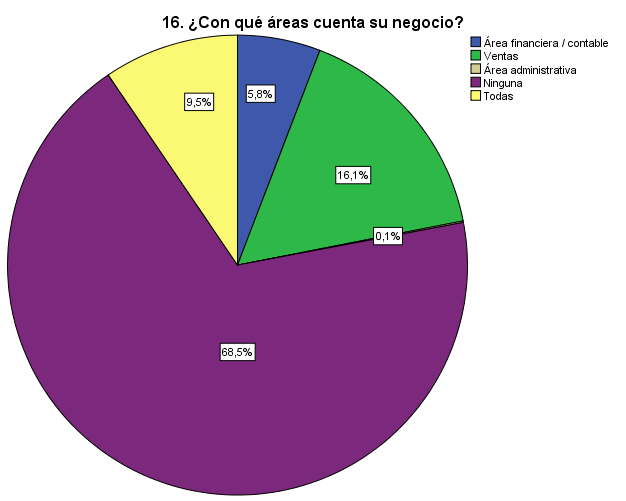 16. ¿Con qué áreas cuenta su negocio?
Área financiera / contable
Ventas
Área administrativa
Ninguna
Todas
9,5%
5,8%
16,1%
0,1%
68,5%